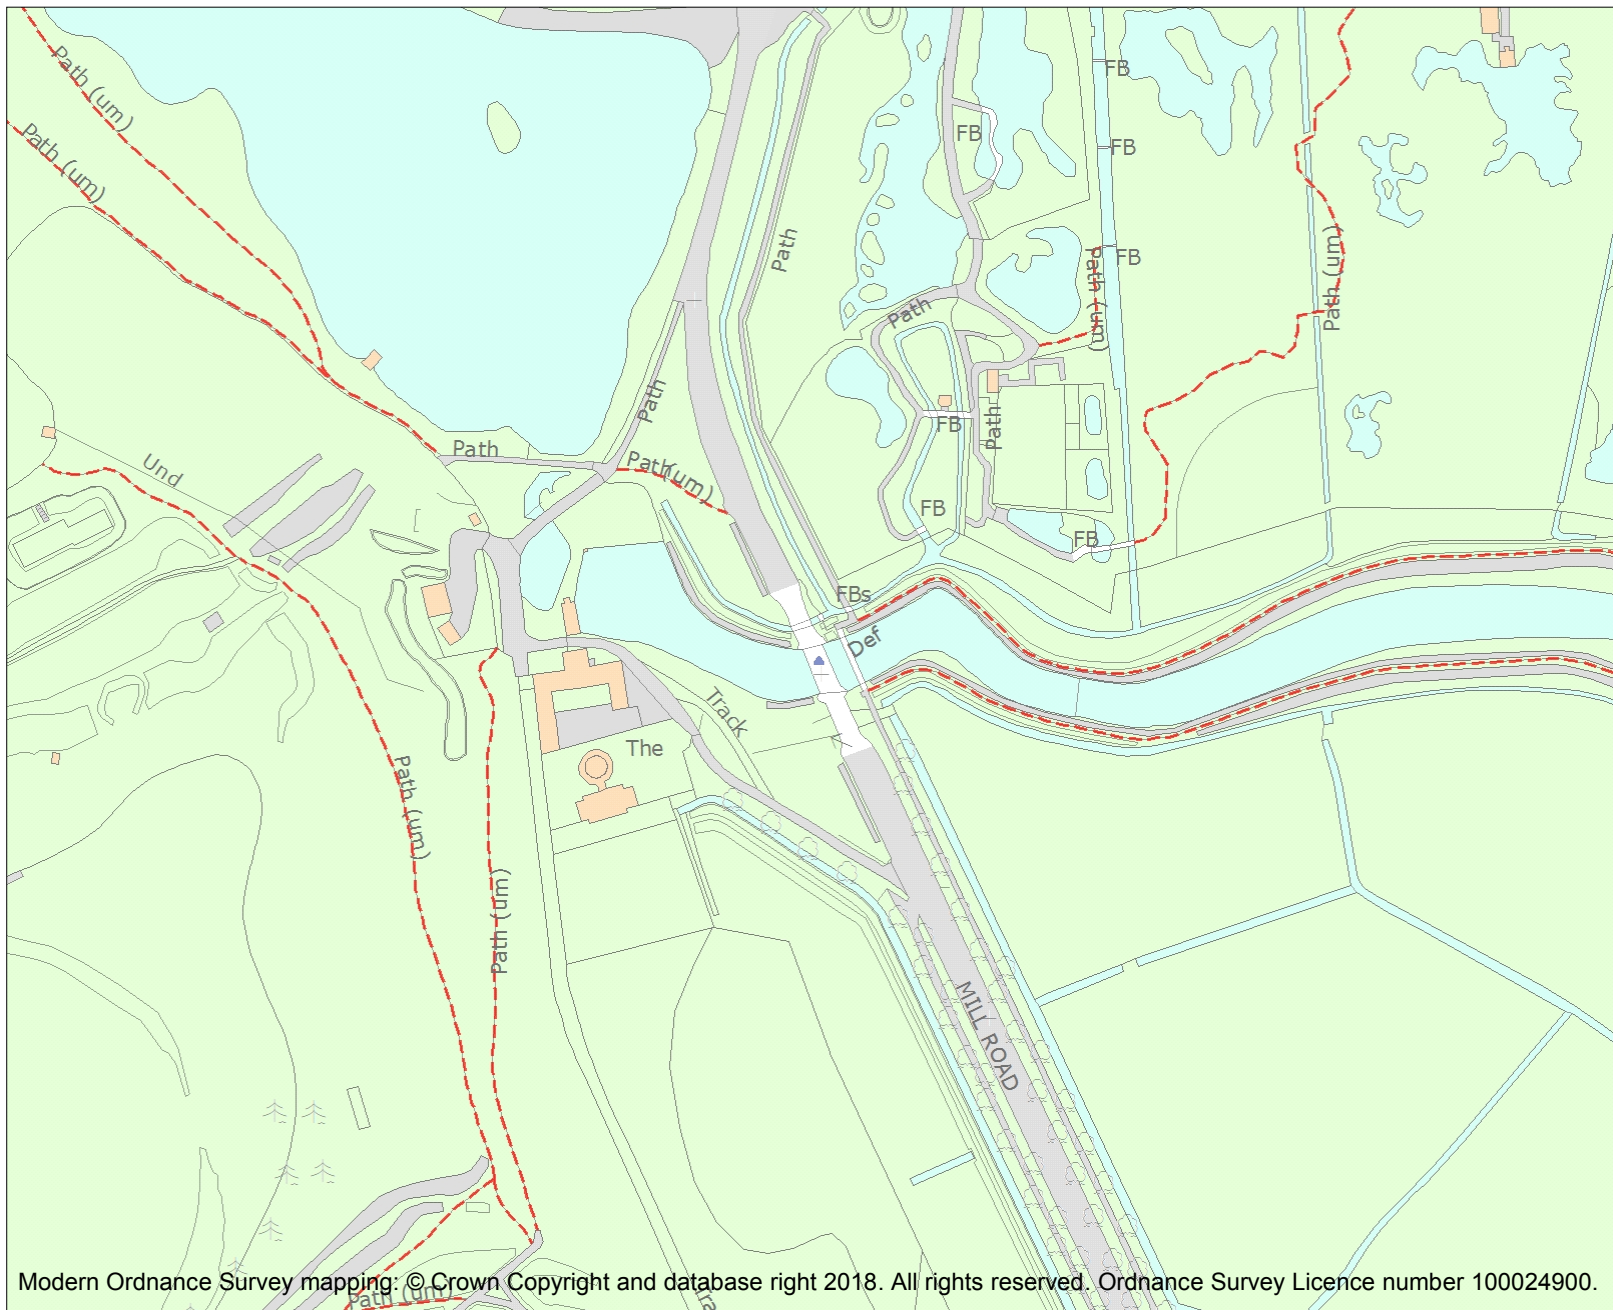 Path (um)
FB
Path (um)
FB
FB
Path
FB
Path (um)
Path (um)
Path
Path
FB
Path
Path
Und
Path (um)
FB
FB
FBs
Def
Track
The
Path (um)
Path (um)
MILL ROAD
Modern Ordnance Survey mapping: © Crown Copyright and database right 2018. All rights reserved. Ordnance Survey Licence number 100024900.
Path (um)